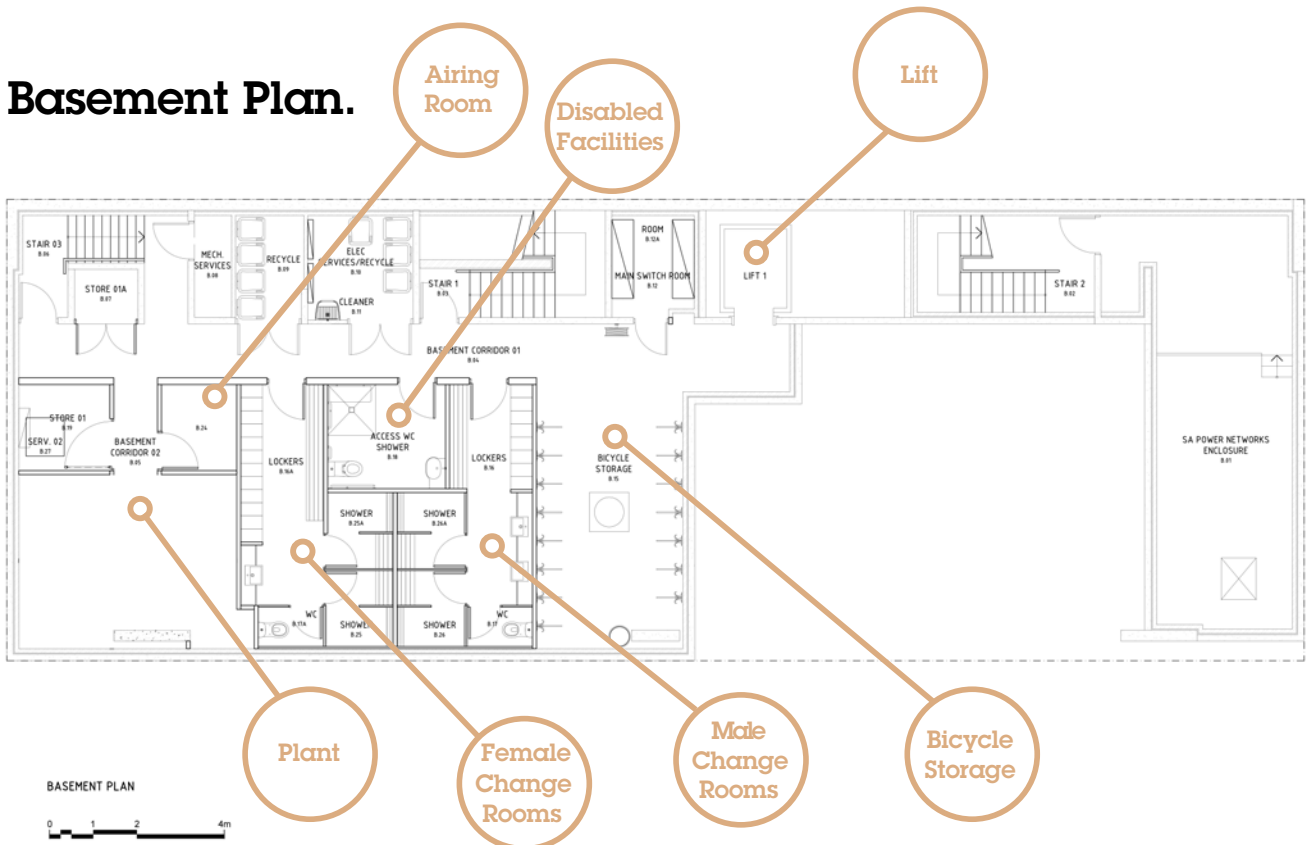 Basement Plan.
Airing
Room
Disabled
Facilities
Lift
STAIR 03
B.06
STORE 01A
B.07
MECH.
SERVICES
B.08
RECYCLE
B.09
ELEC
SERVICES/RECYCLE
B.10
CLEANER
B.11
STAIR 1
B.03
ROOM
B.12A
MAIN SWITCH ROOM
B.12
LIFT 1
STAIR 2
B.02
BASEMENT CORRIDOR 01
B.04
STORE 01
B.19
SERV. 02
B.27
BASEMENT
CORRIDOR 02
B.05
B.24
LOCKERS
B.16A
ACCESS WC
SHOWER
B.18
LOCKERS
B.16
BICYCLE
STORAGE
B.15
SA POWER NETWORKS
ENCLOSURE
B.01
SHOWER
B.25A
SHOWER
B.26A
WC
B.17A
SHOWER
B.25
SHOWER
B.26
WC
B.17
Plant
Female
Change
Rooms
Male
Change
Rooms
Bicycle
Storage
BASEMENT PLAN
0 1 2 4m